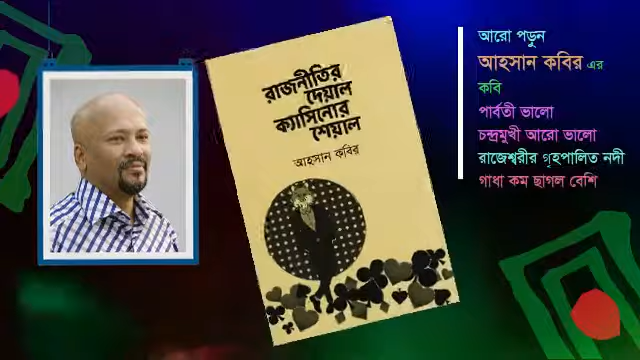 রাজনীতির
দেয়াল
ক্যাসিনোর
শেয়াল
আহসান কবির
আরো পড়ুন
আহসান কবির এর
কবি
পার্বতী ভালো
চন্দ্রমুখী আরো ভালো
রাজেশ্বরীর গৃহপালিত নদী
গাধা কম ছাগল বেশি